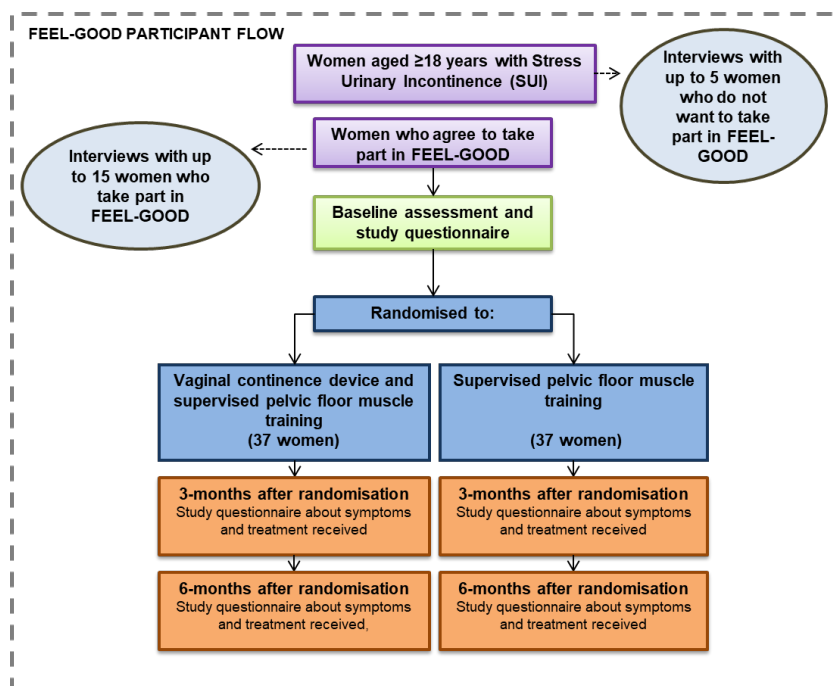 FEEL-GOOD PARTICIPANT FLOW
Women aged ≥18 years with Stress
Urinary Incontinence (SUI)
Interviews with
up to 5 women
who do not
want to take
part in FEEL-
GOOD
Women who agree to take
part in FEEL-GOOD
Interviews with up
to 15 women who
take part in
FEEL-GOOD
Baseline assessment and
study questionnaire
Randomised to:
Vaginal continence device and
supervised pelvic floor muscle
training
(37 women)
Supervised pelvic floor muscle
training
(37 women)
3-months after randomisation
Study questionnaire about symptoms
and treatment received
3-months after randomisation
Study questionnaire about symptoms
and treatment received
6-months after randomisation
Study questionnaire about symptoms
and treatment received,
6-months after randomisation
Study questionnaire about symptoms
and treatment received